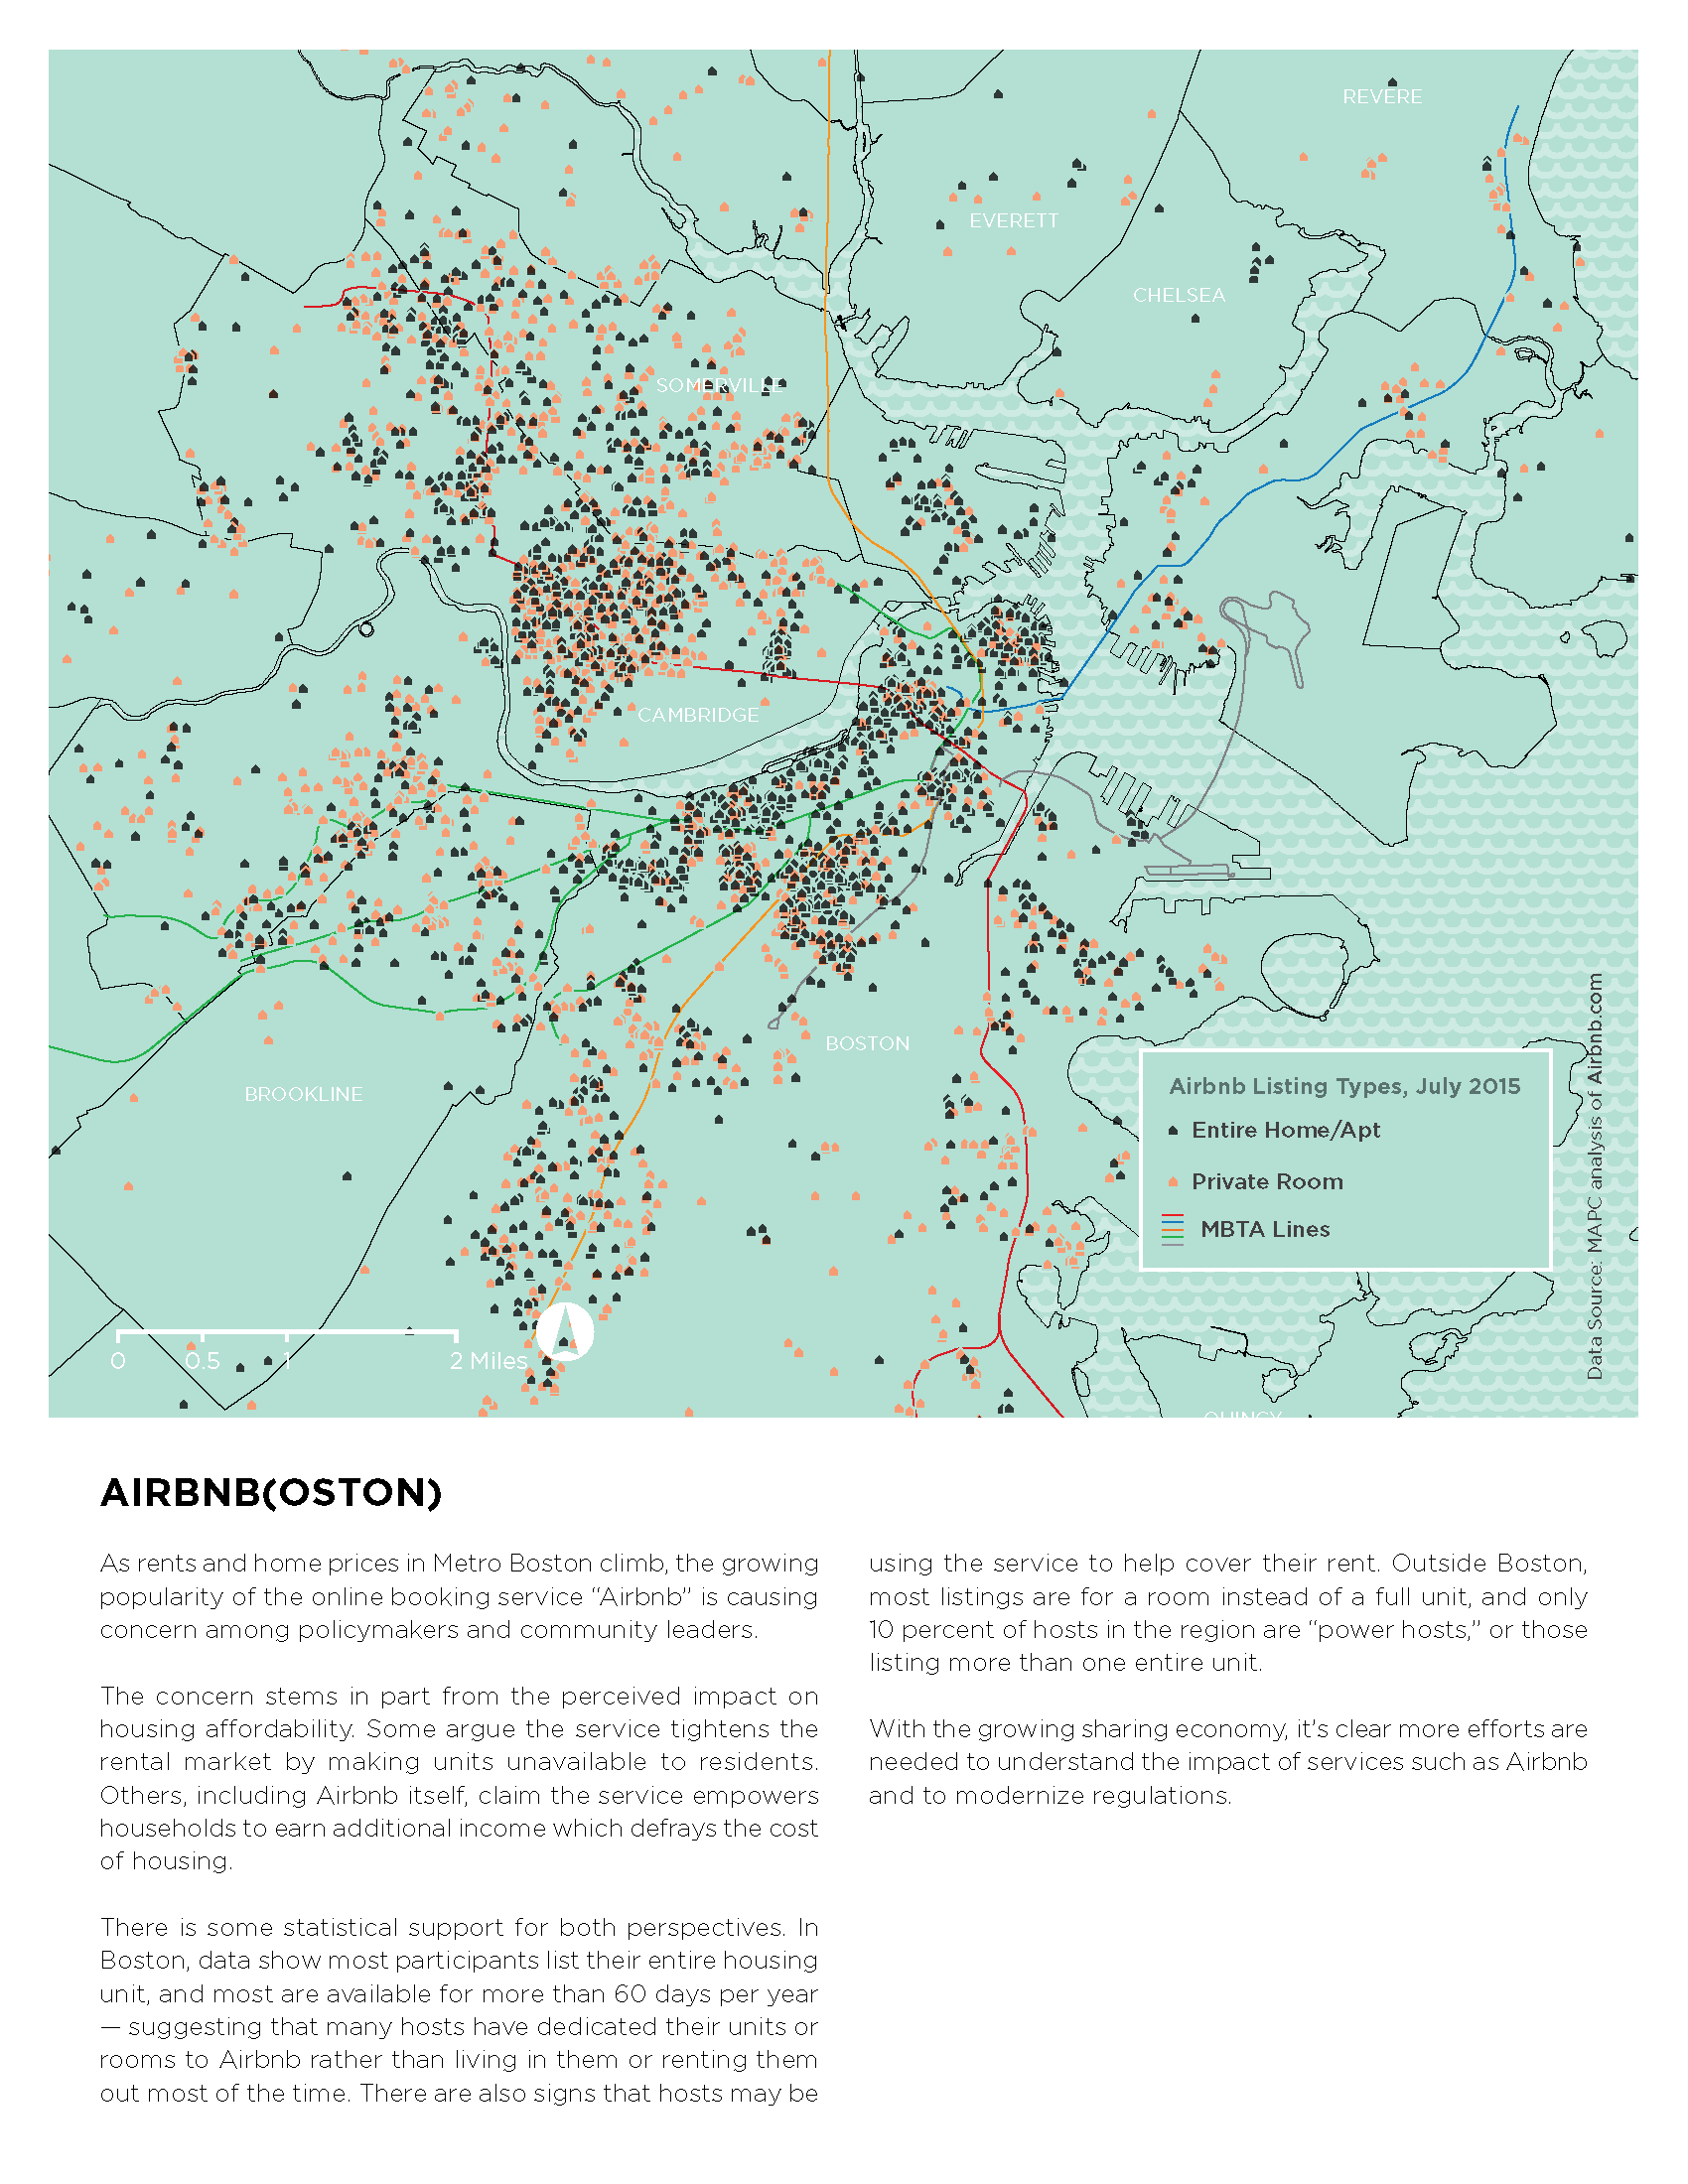 REVERE
EVERETT
CHELSEA
SOMERVILLE
CAMBRIDGE
BOSTON
BROOKLINE
QUINCY
Airbnb Listing Types, July 2015
Entire Home/Apt
Private Room
MBTA Lines
0 0.5 1 2 Miles
Data Source: MAPC analysis of Airbnb.com
AIRBNB(OSTON)
As rents and home prices in Metro Boston climb, the growing
popularity of the online booking service “Airbnb” is causing
concern among policymakers and community leaders.
The concern stems in part from the perceived impact on
housing affordability. Some argue the service tightens the
rental market by making units unavailable to residents.
Others, including Airbnb itself, claim the service empowers
households to earn additional income which defrays the cost
of housing.
There is some statistical support for both perspectives. In
Boston, data show most participants list their entire housing
unit, and most are available for more than 60 days per year
— suggesting that many hosts have dedicated their units or
rooms to Airbnb rather than living in them or renting them
out most of the time. There are also signs that hosts may be
using the service to help cover their rent. Outside Boston,
most listings are for a room instead of a full unit, and only
10 percent of hosts in the region are “power hosts,” or those
listing more than one entire unit.
With the growing sharing economy, it’s clear more efforts are
needed to understand the impact of services such as Airbnb
and to modernize regulations.